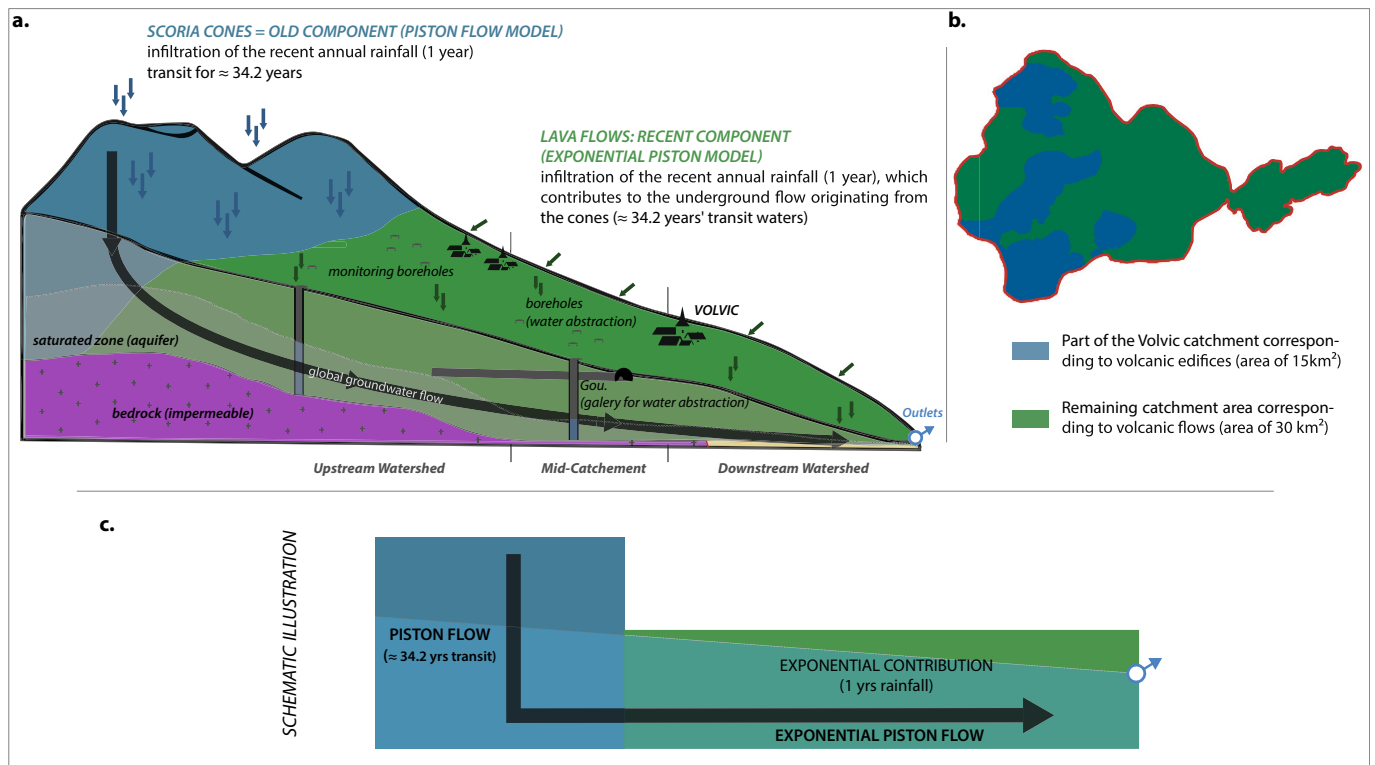 a.
SCORIA CONES = OLD COMPONENT (PISTON FLOW MODEL)
infiltration of the recent annual rainfall (1 year)
transit for ≈ 34.2 years
LAVA FLOWS: RECENT COMPONENT
(EXPONENTIAL PISTON MODEL)
infiltration of the recent annual rainfall (1 year), which
contributes to the underground flow originating from
the cones (≈ 34.2 years' transit waters)
monitoring boreholes
boreholes
(water abstraction)
VOLVIC
saturated zone (aquifer)
global groundwater flow
Gou.
(galery for water abstraction)
bedrock (impermeable)
Outlets
Upstream Watershed
Mid-Catchement
Downstream Watershed
b.
Part of the Volvic catchment correspon-
ding to volcanic edifices (area of 15km²)
Remaining catchment area correspon-
ding to volcanic flows (area of 30 km²)
c.
SCHEMATIC ILLUSTRATION
PISTON FLOW
(≈ 34.2 yrs transit)
EXPONENTIAL CONTRIBUTION
(1 yrs rainfall)
EXPONENTIAL PISTON FLOW